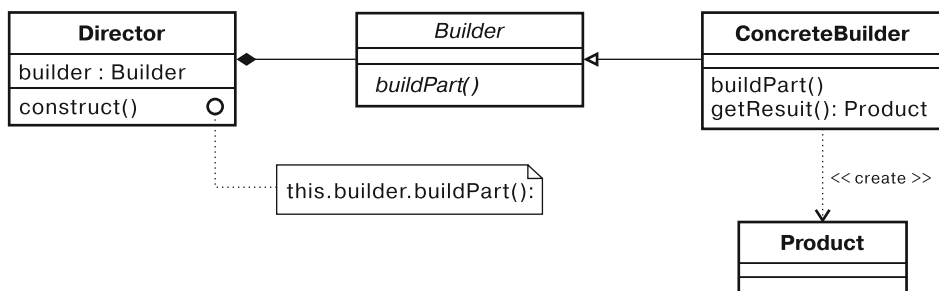 Director
builder : Builder
construct()
this.builder.buildPart():
Builder
buildPart()
ConcreteBuilder
buildPart()
getResuit(): Product
<< create >>
Product